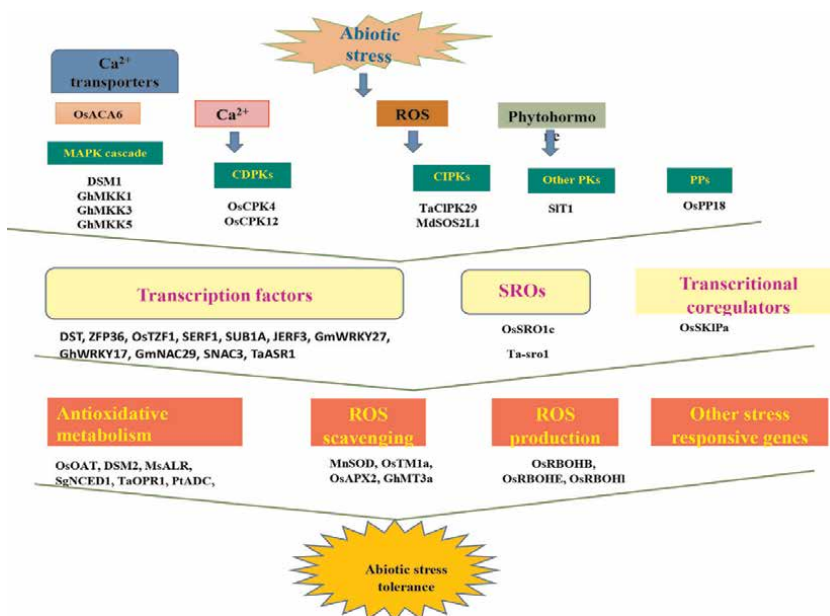 Abiotic
stress
Ca²⁺
transporters
OsACA6
Ca²⁺
ROS
Phytohormo
ne
MAPK cascade
CDPKs
CIPKs
Other PKs
PPs
DSM1
GhMKK1
GhMKK3
GhMKK5
OsCPK4
OsCPK12
TaCIPK29
MdSOS2L1
SIT1
OsPP18
Transcription factors
SROs
Transcritional
coregulators
DST, ZFP36, OsTZF1, SERF1, SUB1A, JERF3, GmWRKY27,
GhWRKY17, GmNAC29, SNAC3, TaASR1
OsSRO1c
Ta-sro1
OsSKIPa
Antioxidative
metabolism
ROS
scavenging
ROS
production
Other stress
responsive genes
OsOAT, DSM2, MsALR,
SgNCED1, TaOPR1, PtADC,
MnSOD, OsTM1a,
OsAPX2, GhMT3a
OsRBOHB,
OsRBOHE, OsRBOHI
Abiotic stress
tolerance